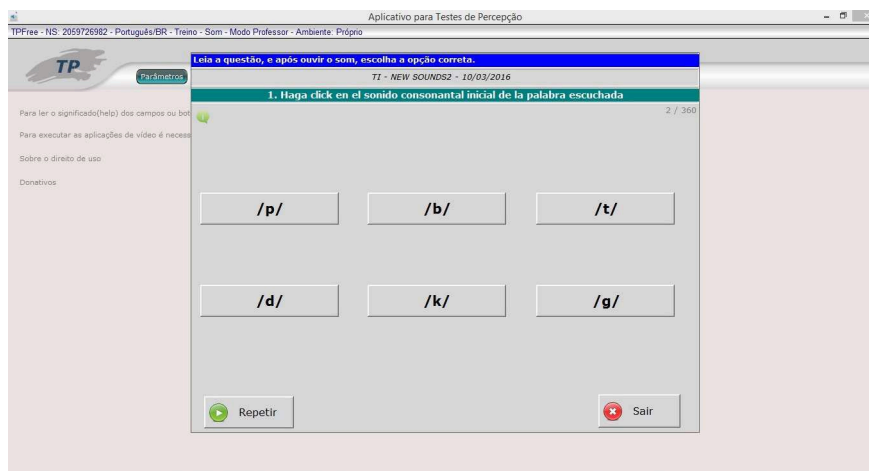 Aplicativo para Testes de Percepção
TPFree - NS: 2059726982 - Português/BR - Treino - Som - Modo Professor - Ambiente: Próprio
TP
Parâmetros
Leia a questão, e após ouvir o som, escolha a opção correta.
TI - NEW SOUNDS2 - 10/03/2016
1. Haga click en el sonido consonantal inicial de la palabra escuchada
2 / 360
Para ler o significado(help) dos campos ou bot
Para executar as aplicações de vídeo é necess
Sobre o direito de uso
Donativos
/p/ /b/ /t/
/d/ /k/ /g/
Repetir
Sair